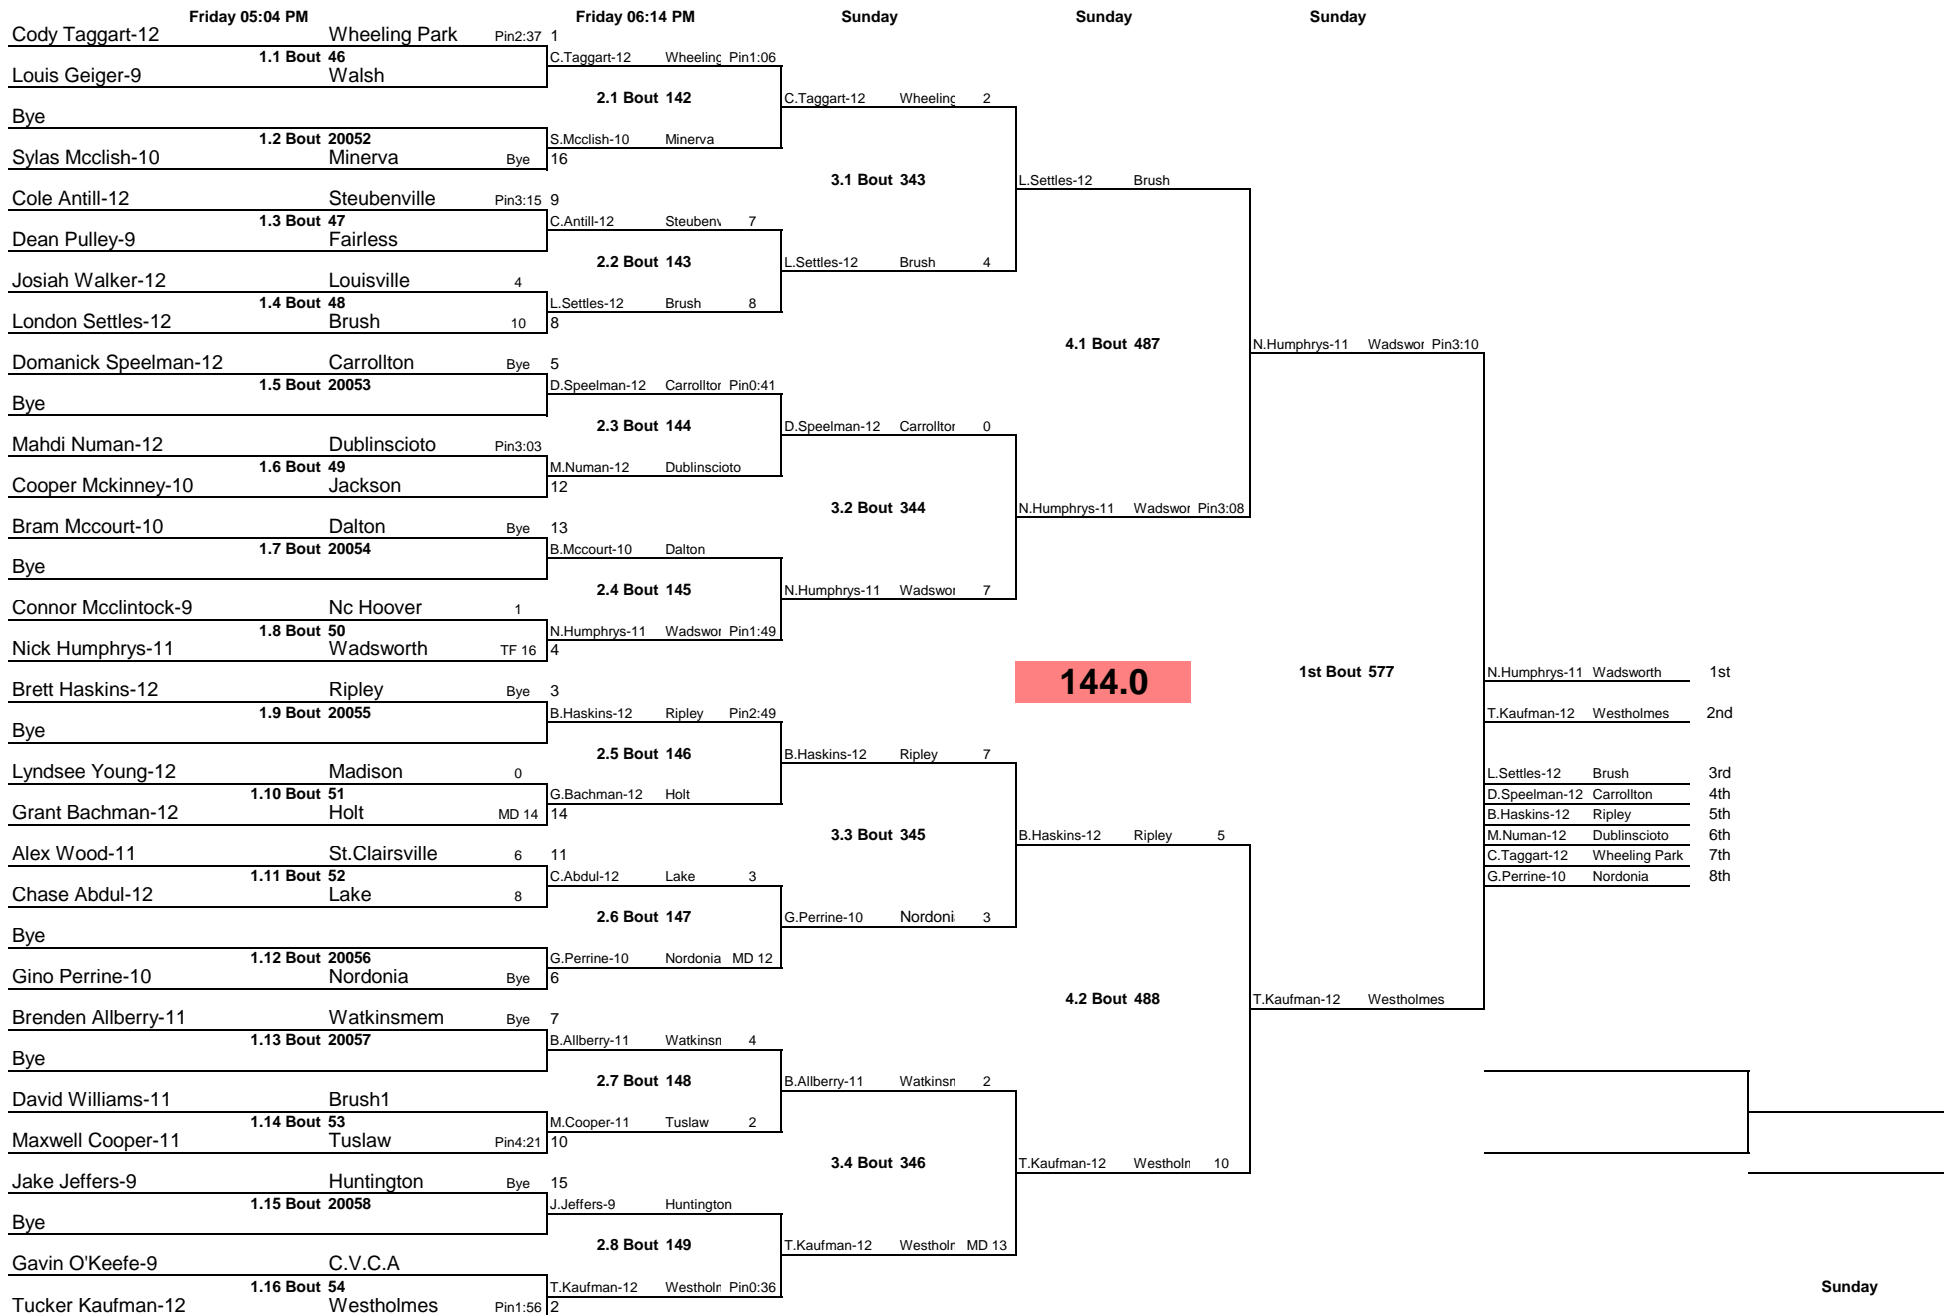 Friday 05:04 PM Friday 06:14 PM Sunday Sunday Sunday
Cody Taggart-12 Wheeling Park Pin2:37 1
1.1 Bout 46 C.Taggart-12 Wheeling Pin1:06
Louis Geiger-9 Walsh
2.1 Bout 142 C.Taggart-12 Wheeling 2
Bye
1.2 Bout 20052 S.Mcclish-10 Minerva
Sylas Mcclish-10 Minerva Bye 16
3.1 Bout 343 L.Settles-12 Brush
Cole Antill-12 Steubenville Pin3:15 9
1.3 Bout 47 C.Antill-12 Steubenv 7
Dean Pulley-9 Fairless
2.2 Bout 143 L.Settles-12 Brush 4
Josiah Walker-12 Louisville 4
1.4 Bout 48 L.Settles-12 Brush 8
London Settles-12 Brush 10 8
4.1 Bout 487 N.Humphrys-11 Wadswor Pin3:10
Domanick Speelman-12 Carrollton Bye 5
1.5 Bout 20053 D.Speelman-12 Carrollton Pin0:41
Bye
2.3 Bout 144 D.Speelman-12 Carrollton 0
Mahdi Numan-12 Dublinscioto Pin3:03
1.6 Bout 49 M.Numan-12 Dublinscioto
Cooper Mckinney-10 Jackson 12
3.2 Bout 344 N.Humphrys-11 Wadswor Pin3:08
Bram Mccourt-10 Dalton Bye 13
1.7 Bout 20054 B.Mccourt-10 Dalton
Bye
2.4 Bout 145 N.Humphrys-11 Wadswor 7
Connor Mcclintock-9 Nc Hoover 1
1.8 Bout 50 N.Humphrys-11 Wadswor Pin1:49
Nick Humphrys-11 Wadsworth TF 16 4
144.0 1st Bout 577 N.Humphrys-11 Wadsworth 1st
Brett Haskins-12 Ripley Bye 3
1.9 Bout 20055 B.Haskins-12 Ripley Pin2:49 T.Kaufman-12 Westholmes 2nd
Bye
2.5 Bout 146 B.Haskins-12 Ripley 7
Lyndsee Young-12 Madison 0 L.Settles-12 Brush 3rd
1.10 Bout 51 G.Bachman-12 Holt D.Speelman-12 Carrollton 4th
Grant Bachman-12 Holt MD 14 14 B.Haskins-12 Ripley 5th
3.3 Bout 345 B.Haskins-12 Ripley 5 M.Numan-12 Dublinscioto 6th
Alex Wood-11 St.Clairsville 6 11 C.Taggart-12 Wheeling Park 7th
1.11 Bout 52 C.Abdul-12 Lake 3 G.Perrine-10 Nordonia 8th
Chase Abdul-12 Lake 8
2.6 Bout 147 G.Perrine-10 Nordoni 3
Bye
1.12 Bout 20056 G.Perrine-10 Nordonia MD 12
Gino Perrine-10 Nordonia Bye 6
4.2 Bout 488 T.Kaufman-12 Westholmes
Brenden Allberry-11 Watkinsmem Bye 7
1.13 Bout 20057 B.Allberry-11 Watkinsn 4
Bye
2.7 Bout 148 B.Allberry-11 Watkinsn 2
David Williams-11 Brush1
1.14 Bout 53 M.Cooper-11 Tuslaw 2
Maxwell Cooper-11 Tuslaw Pin4:21 10
3.4 Bout 346 T.Kaufman-12 Westholn 10
Jake Jeffers-9 Huntington Bye 15
1.15 Bout 20058 J.Jeffers-9 Huntington
Bye
2.8 Bout 149 T.Kaufman-12 Westholn MD 13
Gavin O'Keefe-9 C.V.C.A
1.16 Bout 54 T.Kaufman-12 Westholn Pin0:36 Sunday
Tucker Kaufman-12 Westholmes Pin1:56 2